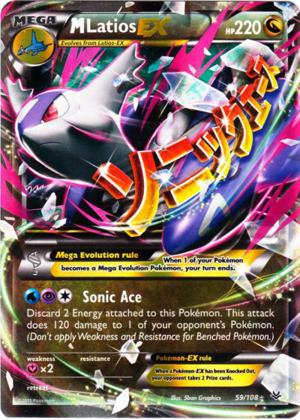 MEGA
M Latios EX HP220
Evolves from Latios-EX
ソニックエース
Mega Evolution rule
When 1 of your Pokémon
becomes a Mega Evolution Pokémon, your turn ends.
Sonic Ace
Discard 2 Energy attached to this Pokémon. This attack
does 120 damage to 1 of your opponent's Pokémon.
(Don't apply Weakness and Resistance for Benched Pokémon.)
weakness
resistance
×2
retreat
Pokémon-EX rule
When a Pokémon-EX has been Knocked Out,
your opponent takes 2 Prize cards.
Illus. 5ban Graphics
59/108